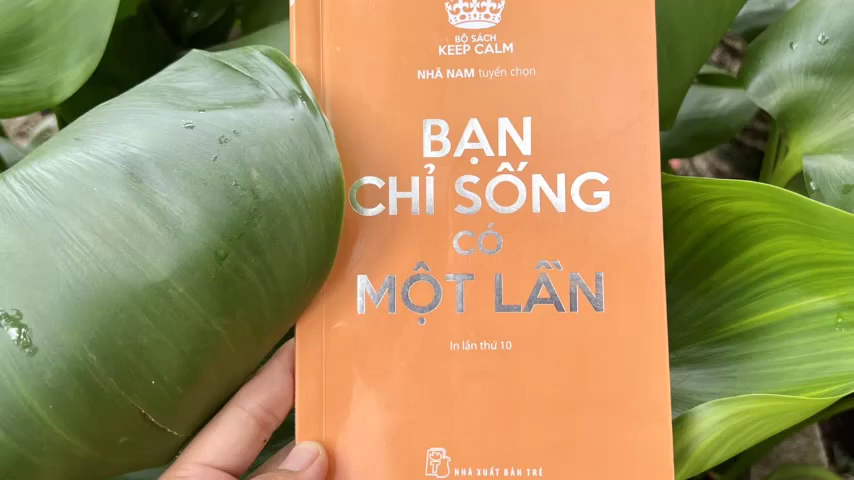 BỘ SÁCH
KEEP CALM
NHÃ NAM tuyển chọn
BẠN
CHỈ SỐNG
CÓ
MỘT LẦN
In lần thứ 10
NHÀ XUẤT BẢN TRẺ